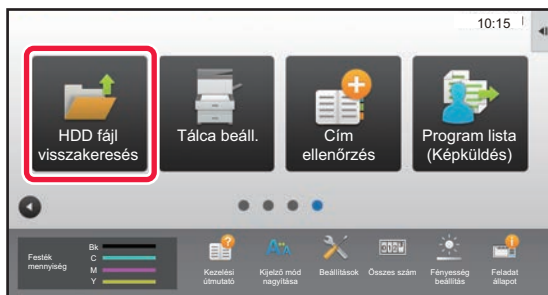 10:15
HDD fájl
visszakeresés
Tálca beáll.
Cím
ellenőrzés
Program lista
(Képküldés)
Festék
mennyiség
Bk
C
M
Y
Kezelési
útmutató
Kijelző mód
nagyítása
Beállítások
Összes szám
Fényesség
beállítás
Feladat
állapot